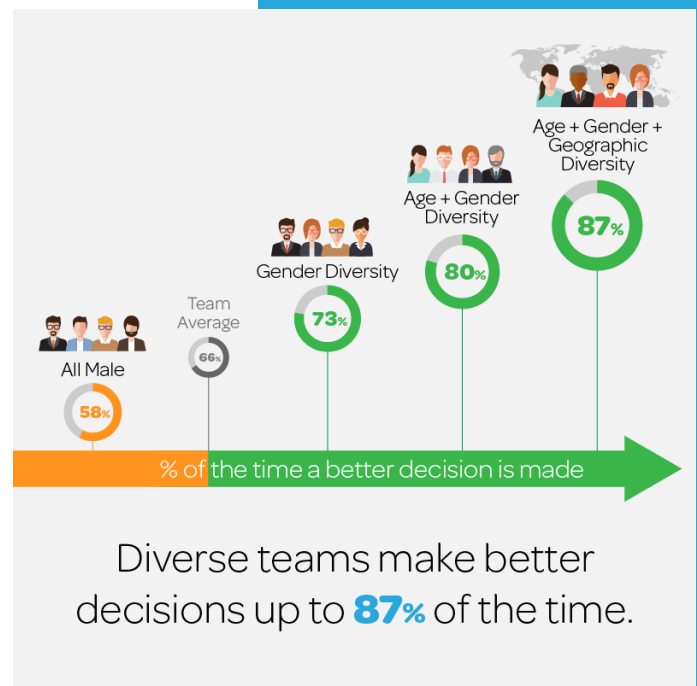 Age + Gender +
Geographic
Diversity
87%
Age + Gender
Diversity
80%
Gender Diversity
73%
Team
Average
66%
All Male
58%
% of the time a better decision is made
Diverse teams make better
decisions up to 87% of the time.